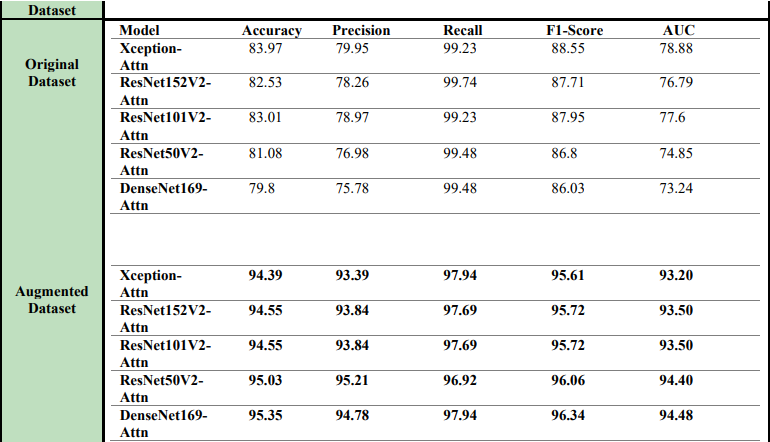 Dataset
Model Accuracy Precision Recall F1-Score AUC
Original Dataset
Xception-Attn 83.97 79.95 99.23 88.55 78.88
ResNet152V2-Attn 82.53 78.26 99.74 87.71 76.79
ResNet101V2-Attn 83.01 78.97 99.23 87.95 77.6
ResNet50V2-Attn 81.08 76.98 99.48 86.8 74.85
DenseNet169-Attn 79.8 75.78 99.48 86.03 73.24
Augmented Dataset
Xception-Attn 94.39 93.39 97.94 95.61 93.20
ResNet152V2-Attn 94.55 93.84 97.69 95.72 93.50
ResNet101V2-Attn 94.55 93.84 97.69 95.72 93.50
ResNet50V2-Attn 95.03 95.21 96.92 96.06 94.40
DenseNet169-Attn 95.35 94.78 97.94 96.34 94.48